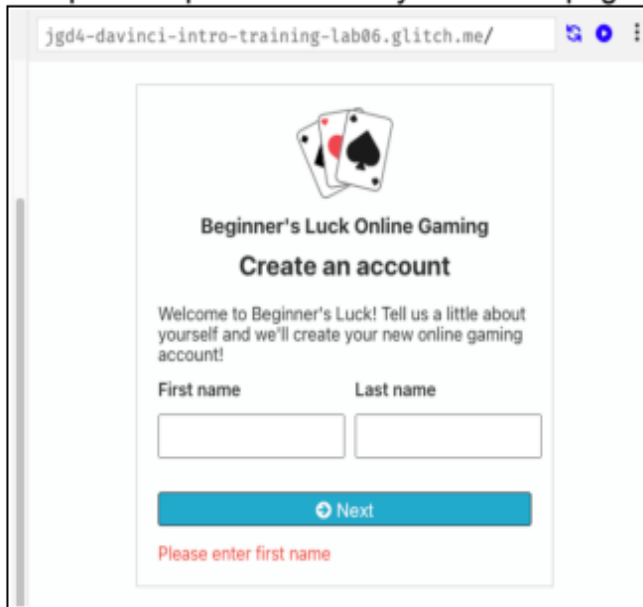 jgd4-davinci-intro-training-lab06.glitch.me/
Beginner's Luck Online Gaming
Create an account
Welcome to Beginner's Luck! Tell us a little about
yourself and we'll create your new online gaming
account!
First name Last name
Next
Please enter first name